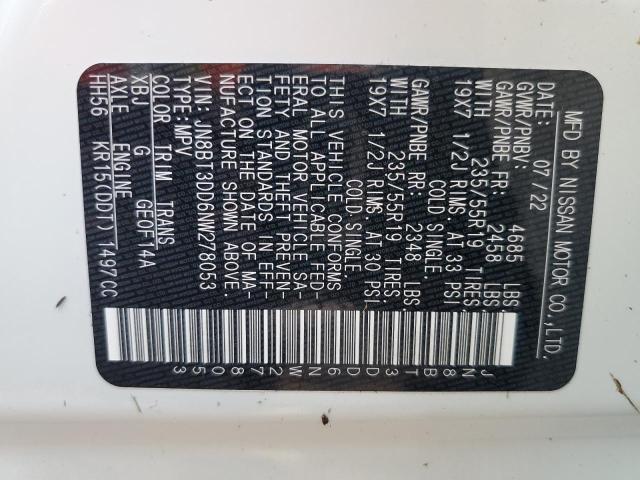 MFD BY NISSAN MOTOR CO.,LTD.
DATE: 07/22
GVWR/PNBV: 4685 LBS.
GAWR/PNBE FR: 2458 LBS.
WITH 235/55R19 TIRES,
19X7 1/2J RIMS, AT 33 PSI
COLD SINGLE.
GAWR/PNBE RR: 2348 LBS.
WITH 235/55R19 TIRES,
19X7 1/2J RIMS, AT 30 PSI
COLD SINGLE.
THIS VEHICLE CONFORMS
TO ALL APPLICABLE FED-
ERAL MOTOR VEHICLE SA-
FETY AND THEFT PREVEN-
TION STANDARDS IN EFF-
ECT ON THE DATE OF MA-
NUFACTURE SHOWN ABOVE.
VIN: JN8BT3DD6NW278053
TYPE:MPV
COLOR TRIM TRANS
XBJ G GE0F14A
AXLE ENGINE
HH56 KR15(DDT) 1497CC
JN8BT3DD6NW278053